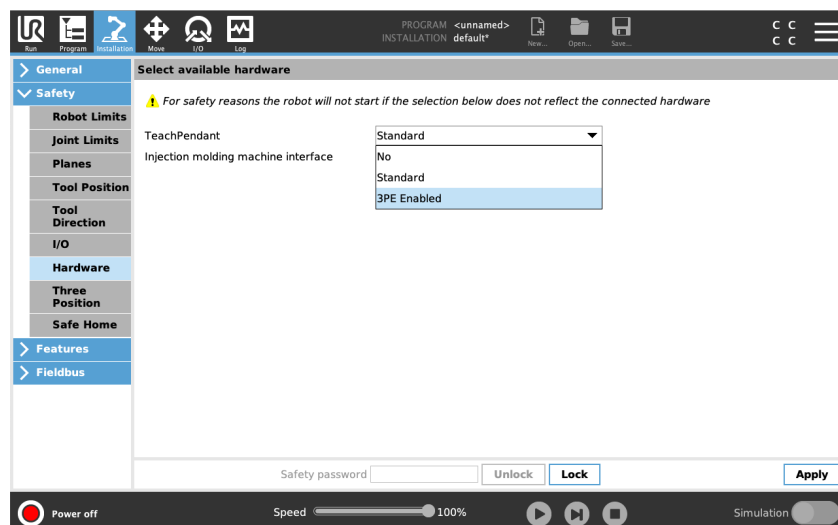 UR
Run
Program
Installation
Move
I/O
Log
PROGRAM <unnamed>
INSTALLATION default*
New...
Open...
Save...
C C
C C
General
Safety
Robot Limits
Joint Limits
Planes
Tool Position
Tool
Direction
I/O
Hardware
Three
Position
Safe Home
Features
Fieldbus
Select available hardware
For safety reasons the robot will not start if the selection below does not reflect the connected hardware
TeachPendant Standard
Injection molding machine interface No
Standard
3PE Enabled
Safety password Unlock Lock Apply
Power off Speed 100% Simulation